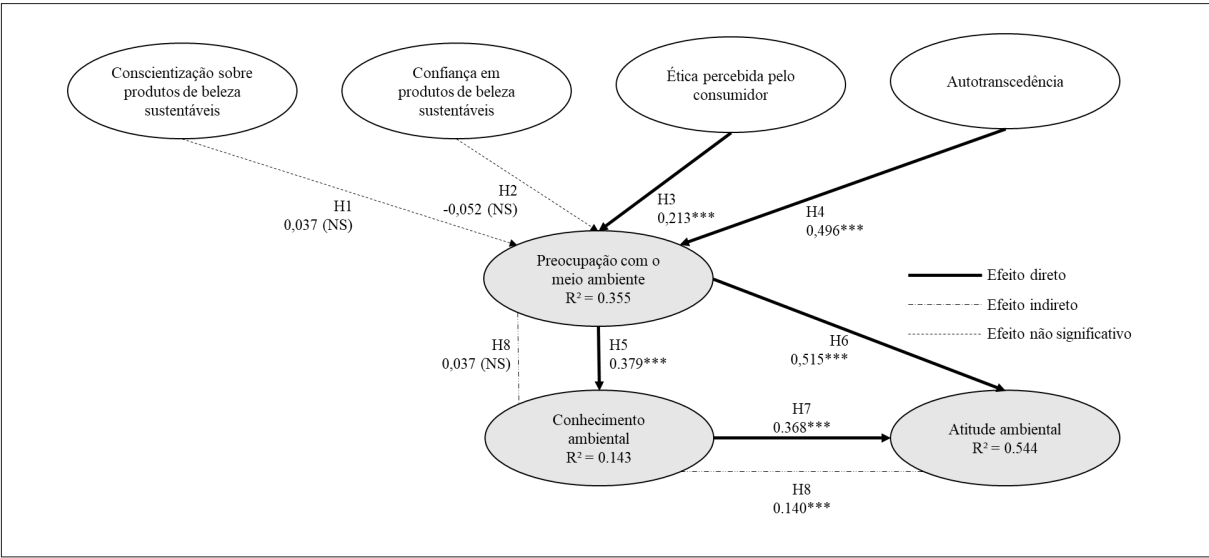 Conscientização sobre
produtos de beleza
sustentáveis
Confiança em
produtos de beleza
sustentáveis
Ética percebida pelo
consumidor
Autotranscedência
H1
0,037 (NS)
H2
-0,052 (NS)
H3
0,213***
H4
0,496***
Preocupação com o
meio ambiente
R² = 0.355
Efeito direto
Efeito indireto
Efeito não significativo
H8
0,037 (NS)
H5
0.379***
H6
0,515***
Conhecimento
ambiental
R² = 0.143
H7
0.368***
Atitude ambiental
R² = 0.544
H8
0.140***